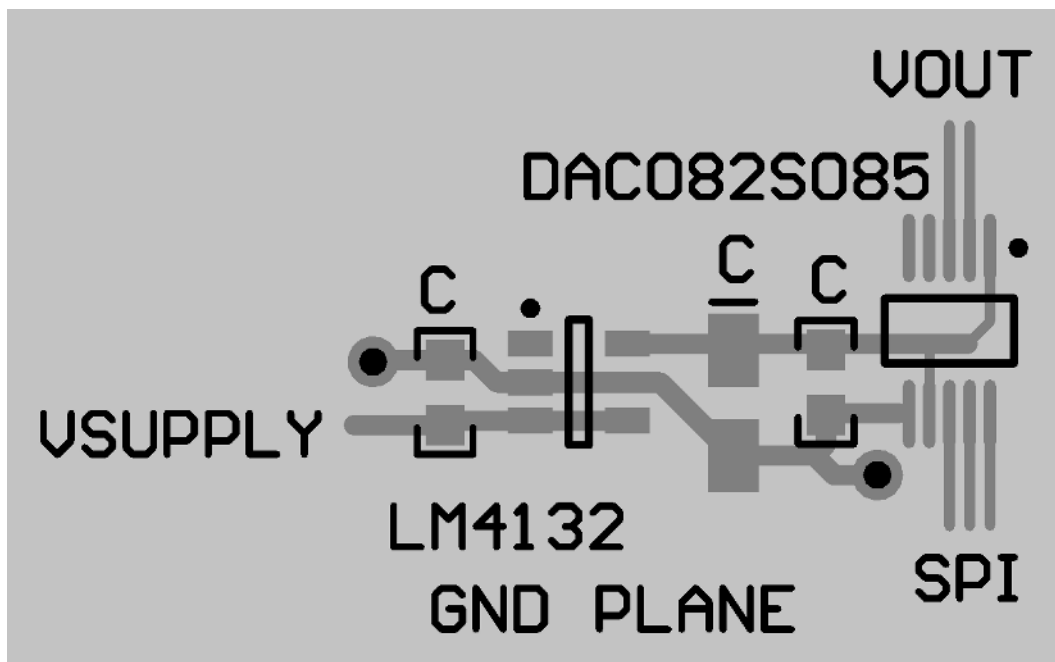 VOUT
DAC082S085
C
C
C
VSUPPLY
LM4132
SPI
GND PLANE